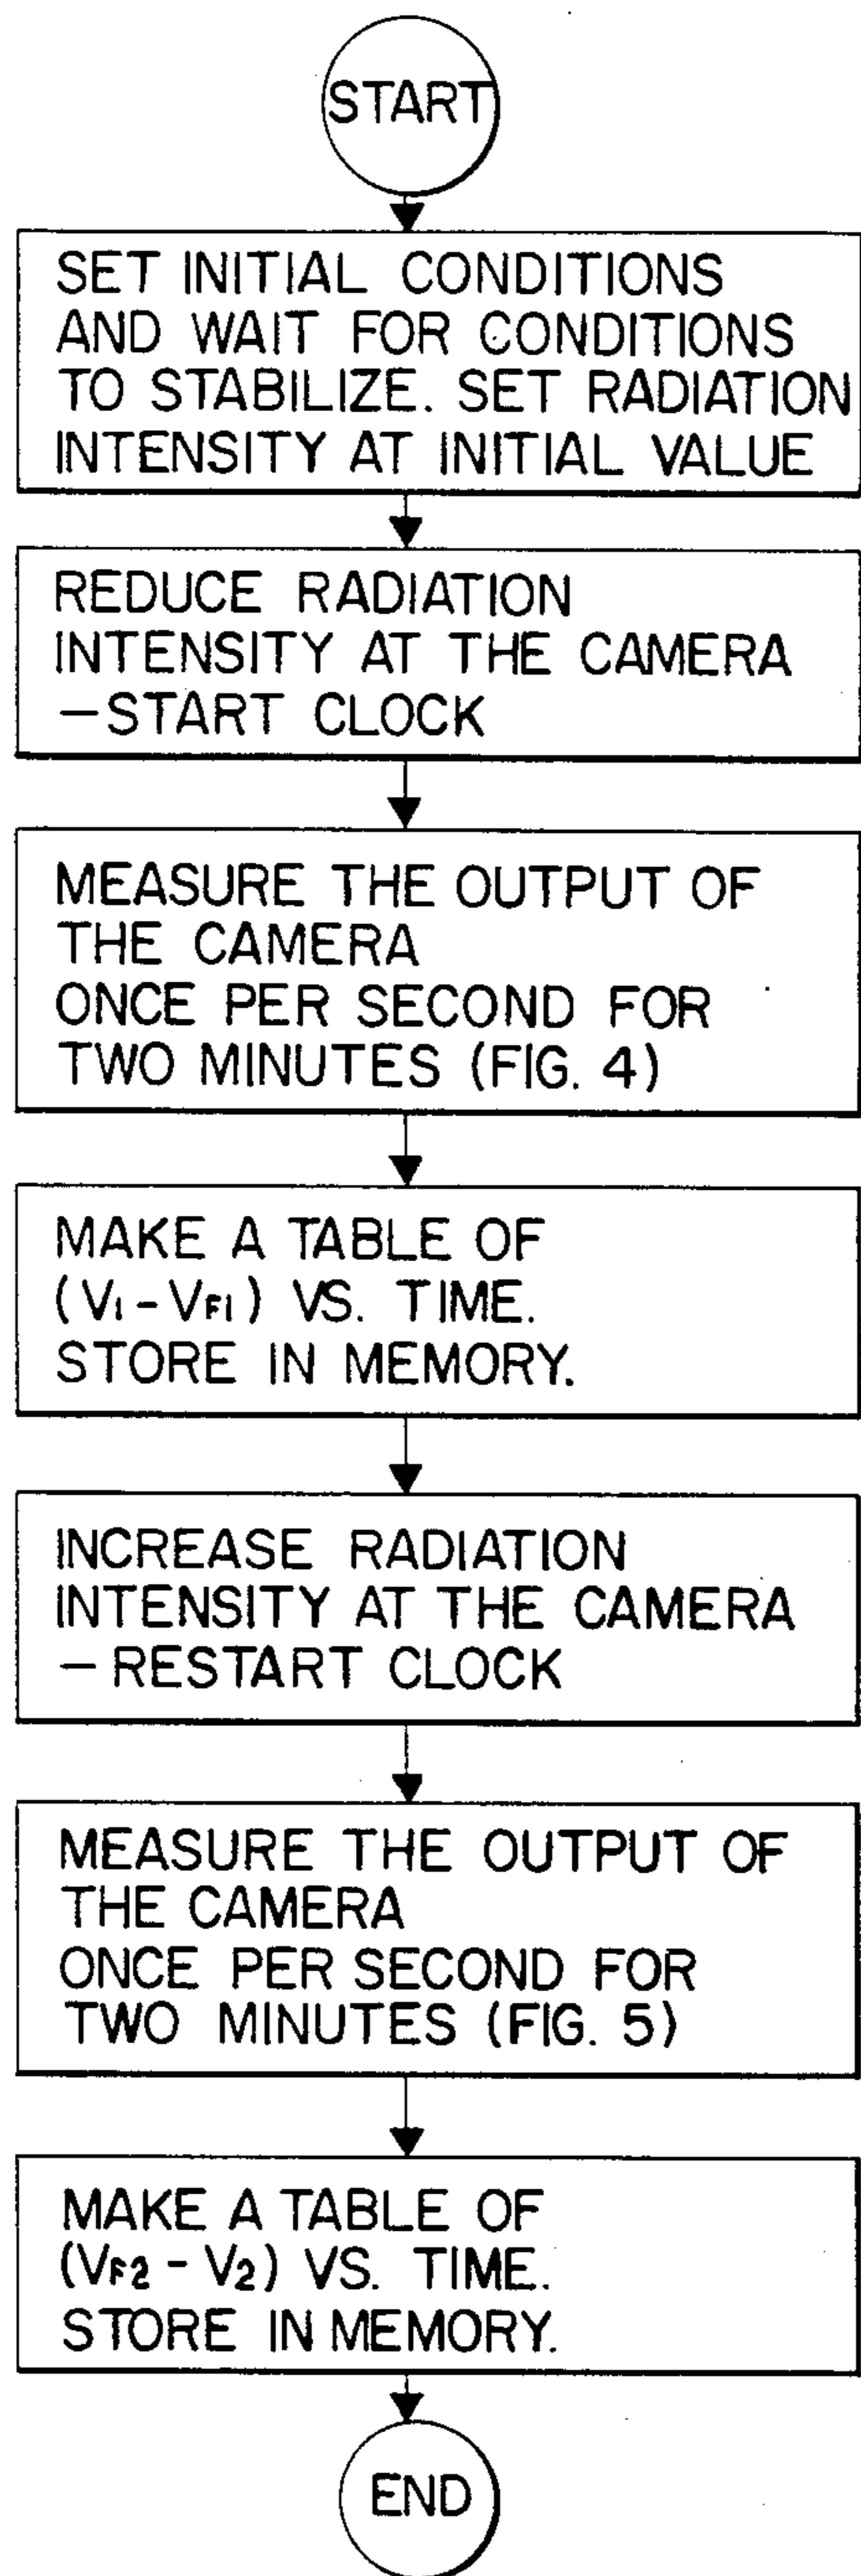 START
SET INITIAL CONDITIONS
AND WAIT FOR CONDITIONS
TO STABILIZE. SET RADIATION
INTENSITY AT INITIAL VALUE
REDUCE RADIATION
INTENSITY AT THE CAMERA
—START CLOCK
MEASURE THE OUTPUT OF
THE CAMERA
ONCE PER SECOND FOR
TWO MINUTES (FIG. 4)
MAKE A TABLE OF
(V1 - VF1) VS. TIME.
STORE IN MEMORY.
INCREASE RADIATION
INTENSITY AT THE CAMERA
— RESTART CLOCK
MEASURE THE OUTPUT OF
THE CAMERA
ONCE PER SECOND FOR
TWO MINUTES (FIG. 5)
MAKE A TABLE OF
(VF2 - V2) VS. TIME.
STORE IN MEMORY.
END